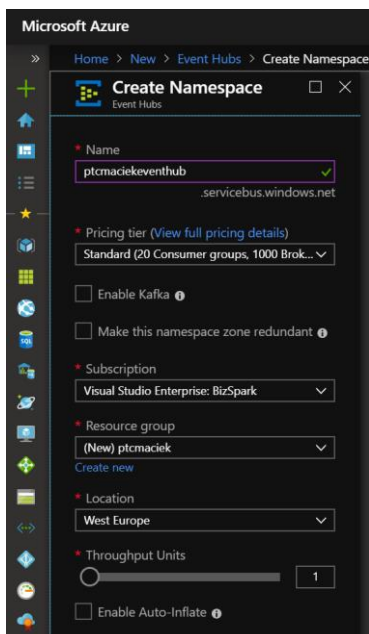 Microsoft Azure
Home > New > Event Hubs > Create Namespace
Create Namespace
Event Hubs
* Name
ptcmaciekeventhub
.servicebus.windows.net
* Pricing tier (View full pricing details)
Standard (20 Consumer groups, 1000 Brok...
Enable Kafka
Make this namespace zone redundant
* Subscription
Visual Studio Enterprise: BizSpark
* Resource group
(New) ptcmaciek
Create new
* Location
West Europe
* Throughput Units
1
Enable Auto-Inflate